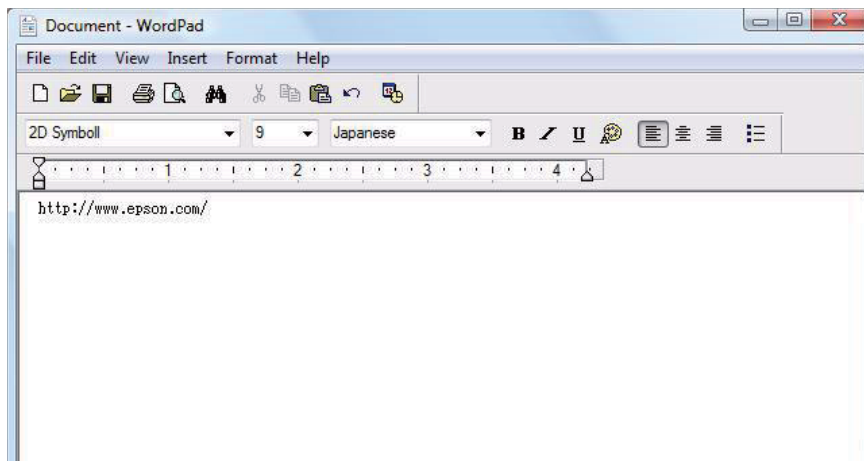 Document - WordPad
File Edit View Insert Format Help
2D Symboll 9 Japanese B I U
1 2 3 4
http://www.epson.com/